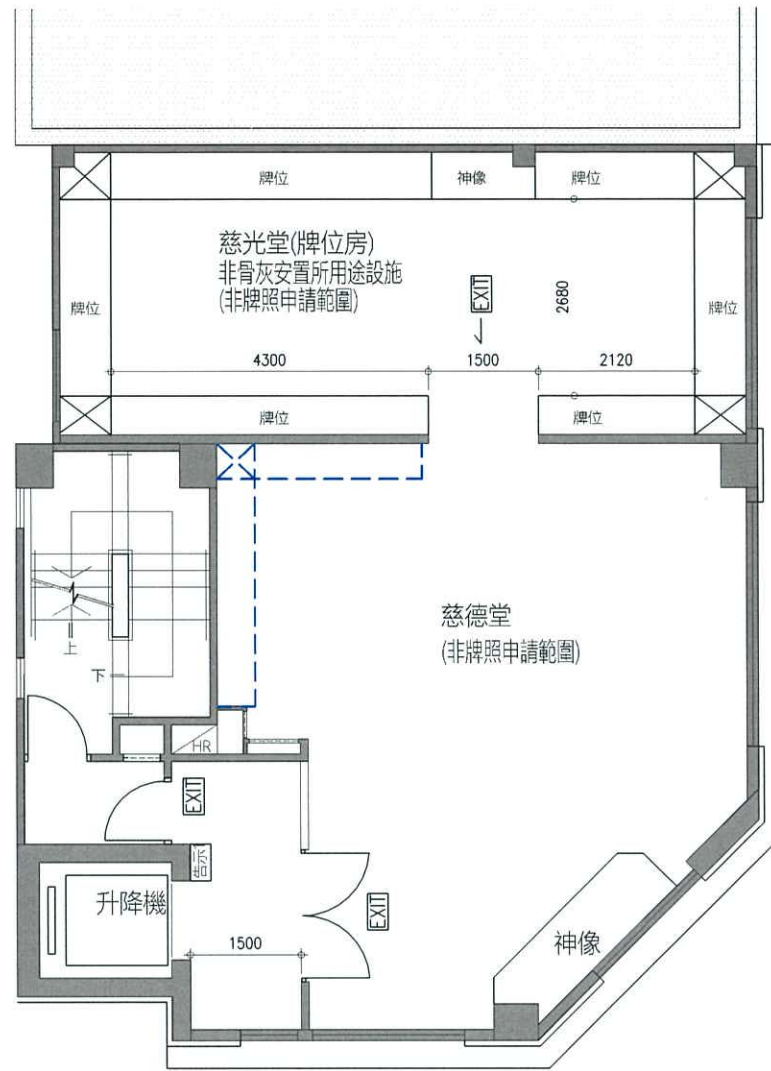 牌位
神像
牌位
慈光堂(牌位房)
非骨灰安置所用途設施
(非牌照申請範圍)
EXIT
2680
牌位
牌位
4300
1500
2120
牌位
牌位
上
下
慈德堂
(非牌照申請範圍)
HR
EXIT
告示
升降機
EXIT
1500
神像